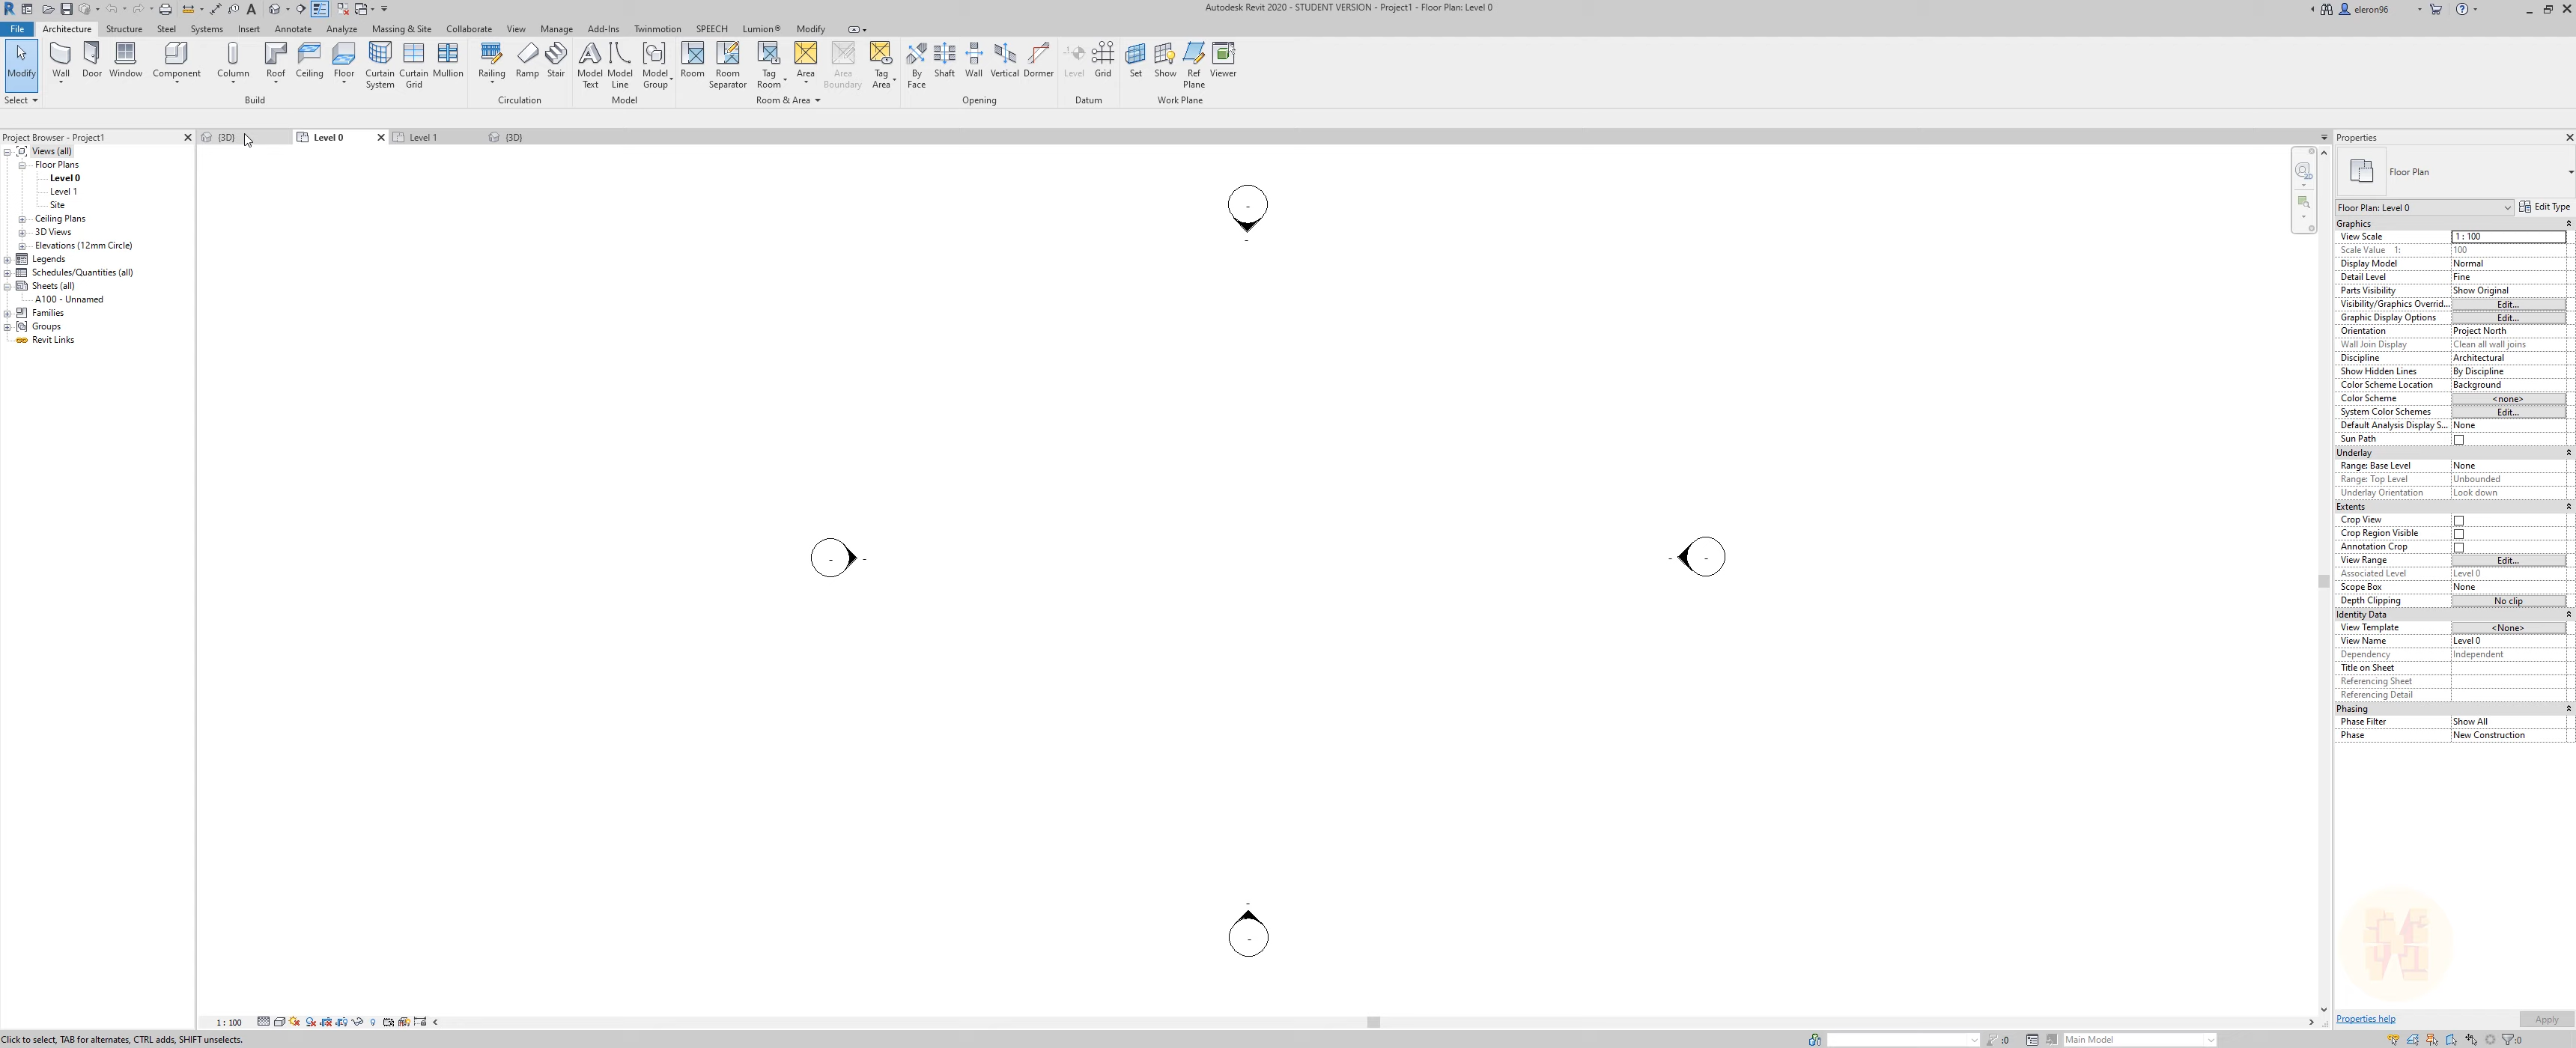 Autodesk Revit 2020 - STUDENT VERSION - Project1 - Floor Plan: Level 0
eleron96
File Architecture Structure Steel Systems Insert Annotate Analyze Massing & Site Collaborate View Manage Add-Ins Twinmotion SPEECH Lumion® Modify
Modify Wall Door Window Component Column Roof Ceiling Floor Curtain System Curtain Grid Mullion Railing Ramp Stair Model Text Model Line Model Group Room Room Separator Tag Room Area Area Boundary Tag Area By Face Shaft Wall Vertical Dormer Level Grid Set Show Ref Plane Viewer
Select Build Circulation Model Room & Area Opening Datum Work Plane
Project Browser - Project1
{3D} Level 0 Level 1 {3D}
Views (all)
Floor Plans
Level 0
Level 1
Site
Ceiling Plans
3D Views
Elevations (12mm Circle)
Legends
Schedules/Quantities (all)
Sheets (all)
A100 - Unnamed
Families
Groups
Revit Links
Properties
Floor Plan
Floor Plan: Level 0 Edit Type
Graphics
View Scale 1 : 100
Scale Value 1: 100
Display Model Normal
Detail Level Fine
Parts Visibility Show Original
Visibility/Graphics Overrid... Edit...
Graphic Display Options Edit...
Orientation Project North
Wall Join Display Clean all wall joins
Discipline Architectural
Show Hidden Lines By Discipline
Color Scheme Location Background
Color Scheme <none>
System Color Schemes Edit...
Default Analysis Display S... None
Sun Path
Underlay
Range: Base Level None
Range: Top Level Unbounded
Underlay Orientation Look down
Extents
Crop View
Crop Region Visible
Annotation Crop
View Range Edit...
Associated Level Level 0
Scope Box None
Depth Clipping No clip
Identity Data
View Template <None>
View Name Level 0
Dependency Independent
Title on Sheet
Referencing Sheet
Referencing Detail
Phasing
Phase Filter Show All
Phase New Construction
Properties help Apply
1 : 100
Click to select, TAB for alternates, CTRL adds, SHIFT unselects.
:0 Main Model :0